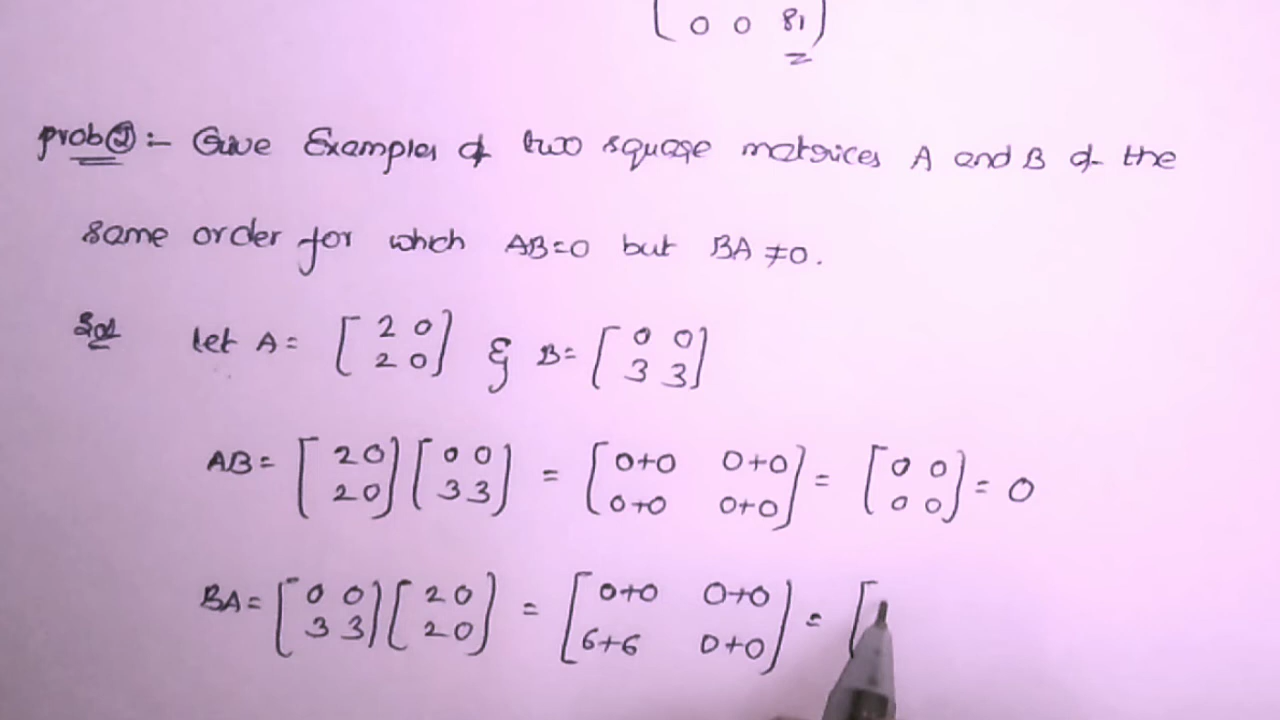 0 0 81
prob②:- Give Examples of two square matrices A and B of the
same order for which AB=0 but BA ≠0.
Sol let A = [2 0 & B= [0 0
2 0] 3 3]
AB = [2 0 [0 0 = [0+0 0+0 = [0 0 = 0
2 0] 3 3] 0+0 0+0] 0 0]
BA = [0 0 [2 0 = [0+0 0+0 = [
3 3] 2 0] 6+6 0+0]